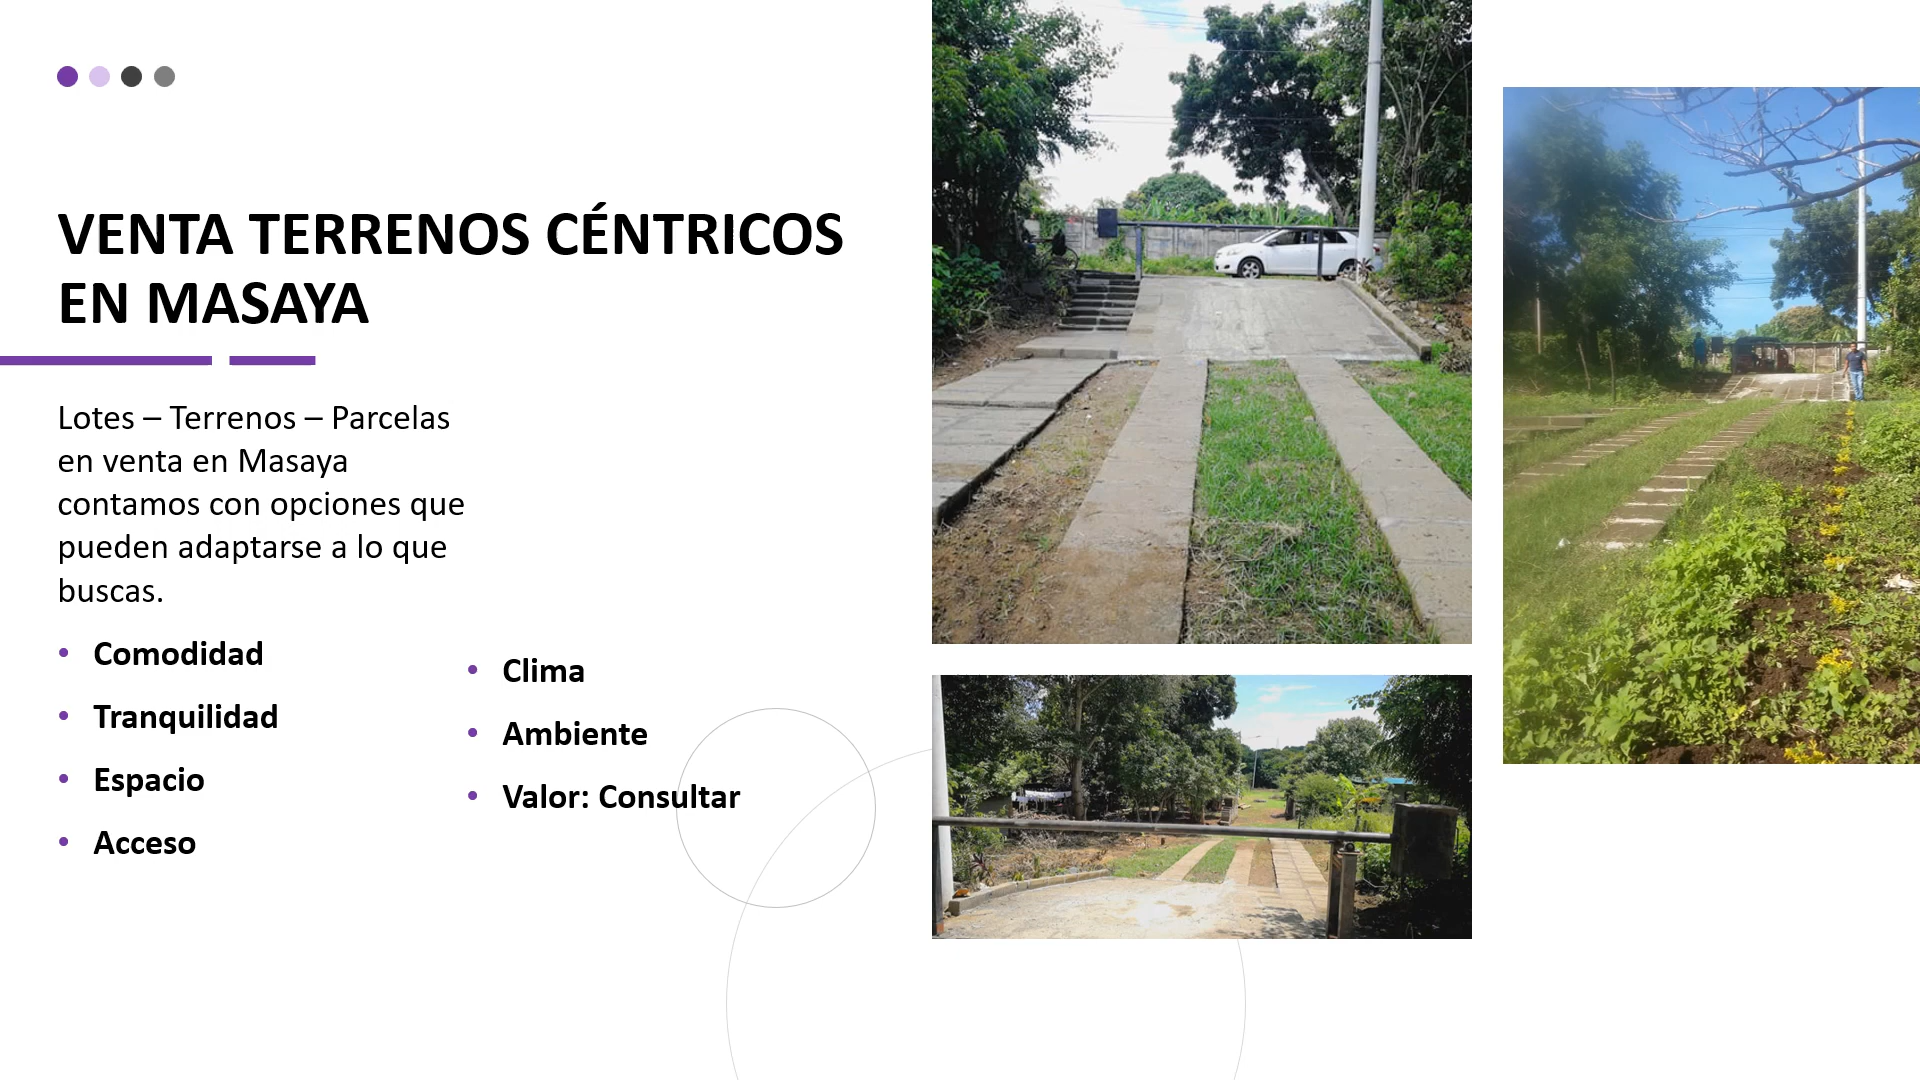 VENTA TERRENOS CÉNTRICOS
EN MASAYA
Lotes – Terrenos – Parcelas
en venta en Masaya
contamos con opciones que
pueden adaptarse a lo que
buscas.
• Comodidad
• Tranquilidad
• Espacio
• Acceso
• Clima
• Ambiente
• Valor: Consultar